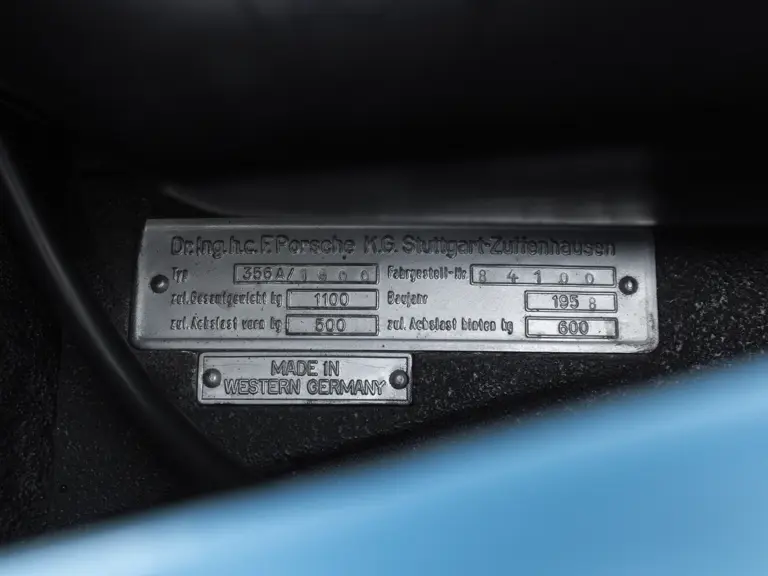 Dr.Ing.h.c.F.Porsche K.G. Stuttgart-Zuffenhausen
Typ 356A/1600 Fahrgestell-Nr. 84100
zul. Gesamtgewicht kg 1100 Baujahr 1958
zul. Achslast vorn kg 500 zul. Achslast hinten kg 600
MADE IN
WESTERN GERMANY